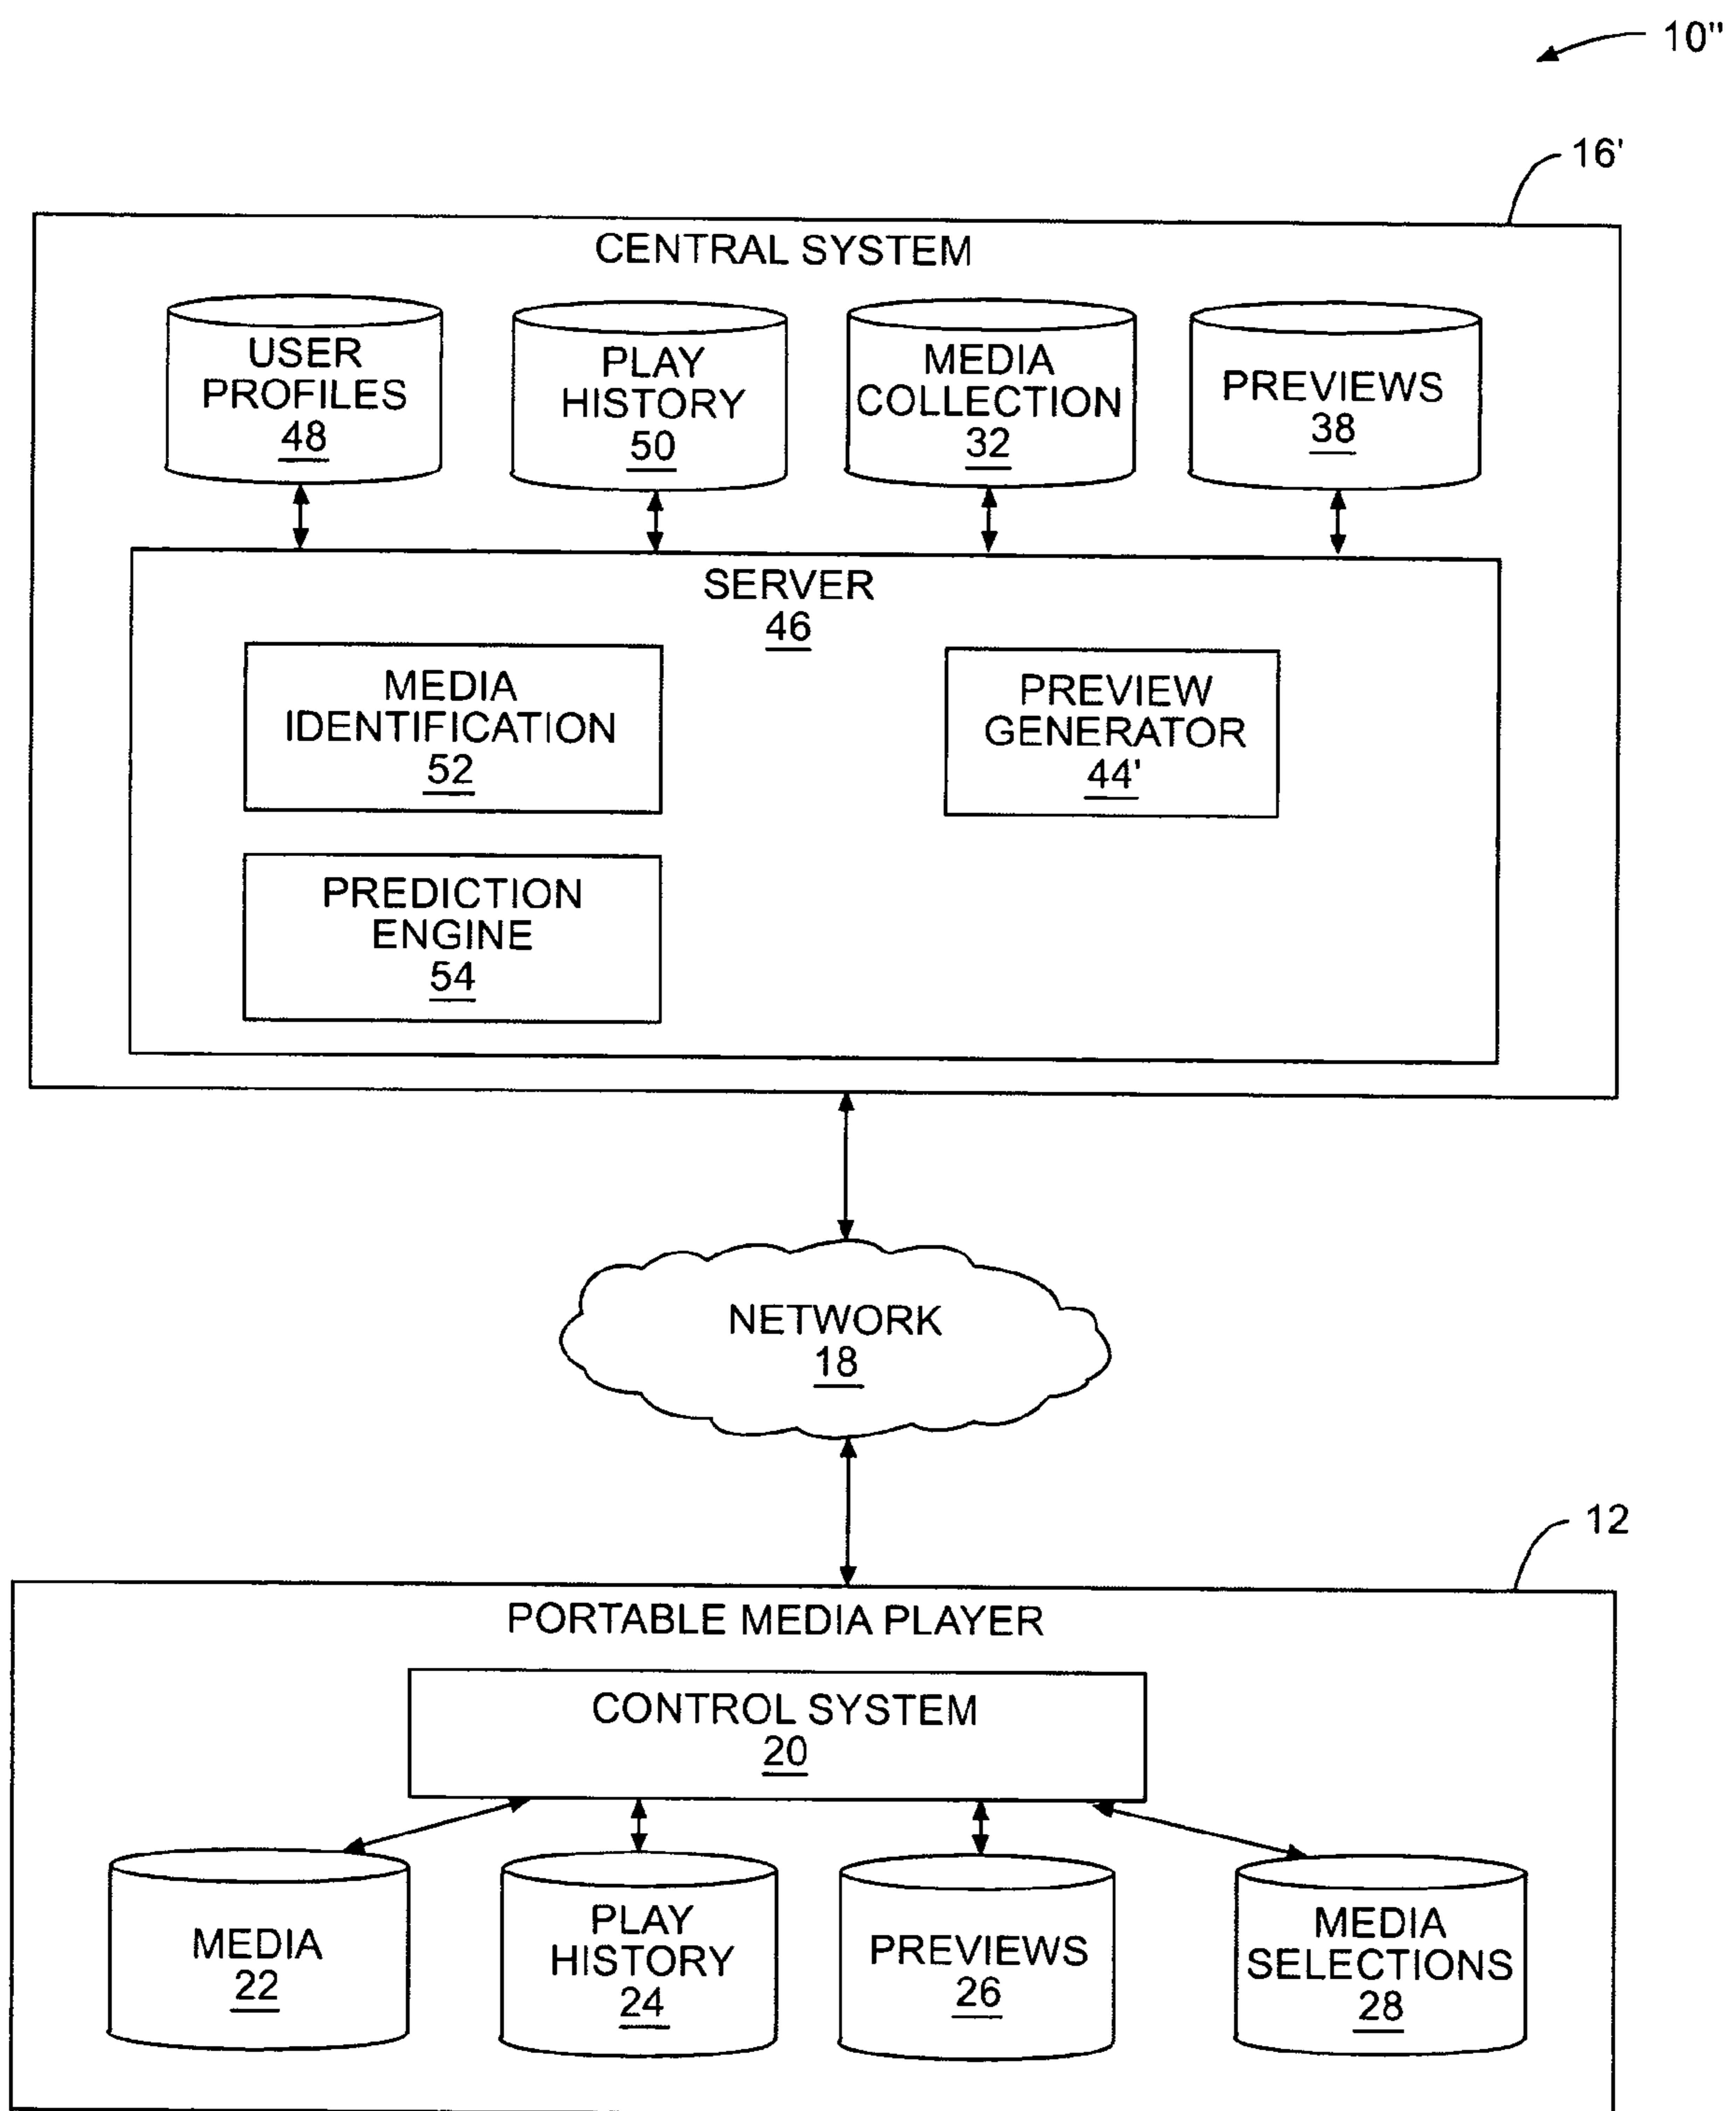 10"
16'
CENTRAL SYSTEM
USER
PROFILES
48
PLAY
HISTORY
50
MEDIA
COLLECTION
32
PREVIEWS
38
SERVER
46
MEDIA
IDENTIFICATION
52
PREVIEW
GENERATOR
44'
PREDICTION
ENGINE
54
NETWORK
18
12
PORTABLE MEDIA PLAYER
CONTROL SYSTEM
20
MEDIA
22
PLAY
HISTORY
24
PREVIEWS
26
MEDIA
SELECTIONS
28